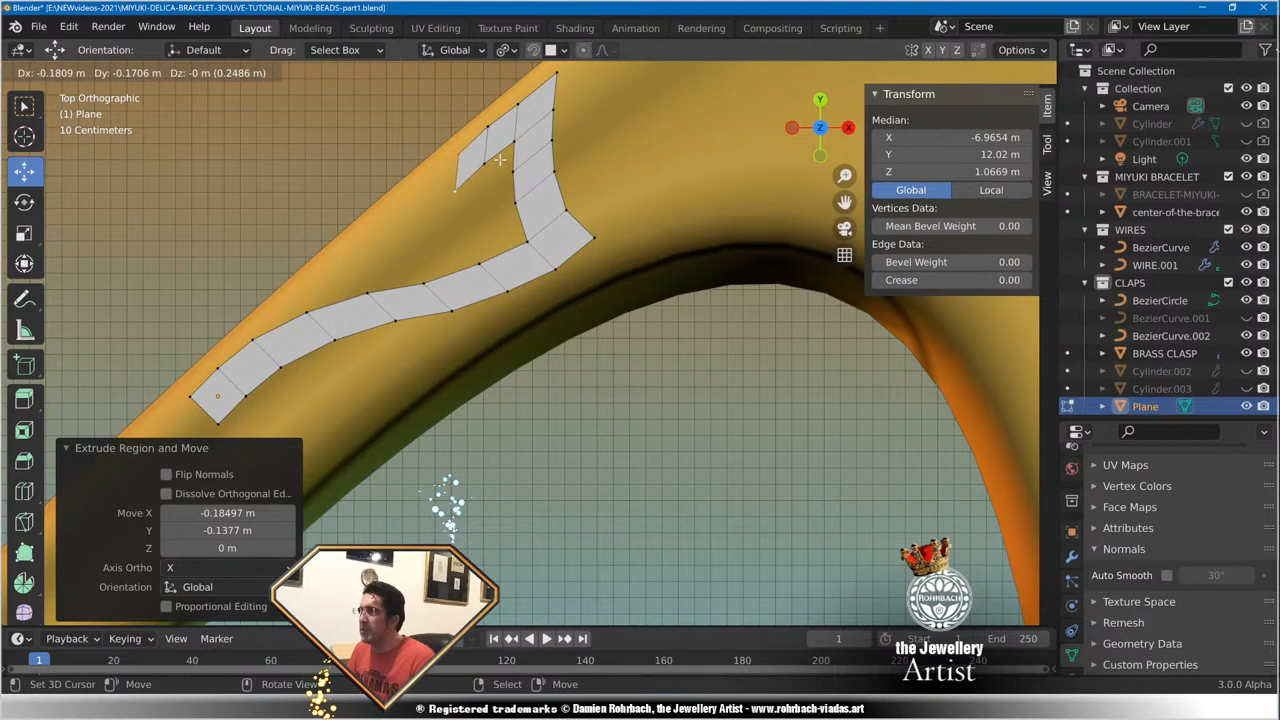 Blender* [E:\NEWvideos-2021\MIYUKI-DELICA-BRACELET-3D\LIVE-TUTORIAL-MIYUKI-BEADS-part1.blend]
File Edit Render Window Help Layout Modeling Sculpting UV Editing Texture Paint Shading Animation Rendering Compositing Scripting + Scene View Layer
Orientation: Default Drag: Select Box Global X Y Z Options
Dx: -0.1809 m Dy: -0.1706 m Dz: -0 m (0.2486 m)
Top Orthographic
(1) Plane
10 Centimeters
Y
Z
X
Transform
Median:
X -6.9654 m
Y 12.02 m
Z 1.0669 m
Global Local
Vertices Data:
Mean Bevel Weight 0.00
Edge Data:
Bevel Weight 0.00
Crease 0.00
Item
Tool
View
Scene Collection
Collection
Camera
Cylinder
Cylinder.001
Light
MIYUKI BRACELET
BRACELET-MIYUKI-
center-of-the-brace
WIRES
BezierCurve
WIRE.001
CLAPS
BezierCircle
BezierCurve.001
BezierCurve.002
BRASS CLASP
Cylinder.002
Cylinder.003
Plane
UV Maps
Vertex Colors
Face Maps
Attributes
Normals
Auto Smooth 30°
Texture Space
Remesh
Geometry Data
Custom Properties
Extrude Region and Move
Flip Normals
Dissolve Orthogonal Ed...
Move X -0.18497 m
Y -0.1377 m
Z 0 m
Axis Ortho X
Orientation Global
Proportional Editing
ROHRBACH
the Jewellery
Artist
Playback Keying View Marker 1 Start 1 End 250
1 20 40 60 120 140 160 180 200 220 240
Set 3D Cursor Move Rotate View Select Move 3.0.0 Alpha
® Registered trademarks © Damien Rohrbach, the Jewellery Artist - www.rohrbach-viadas.art